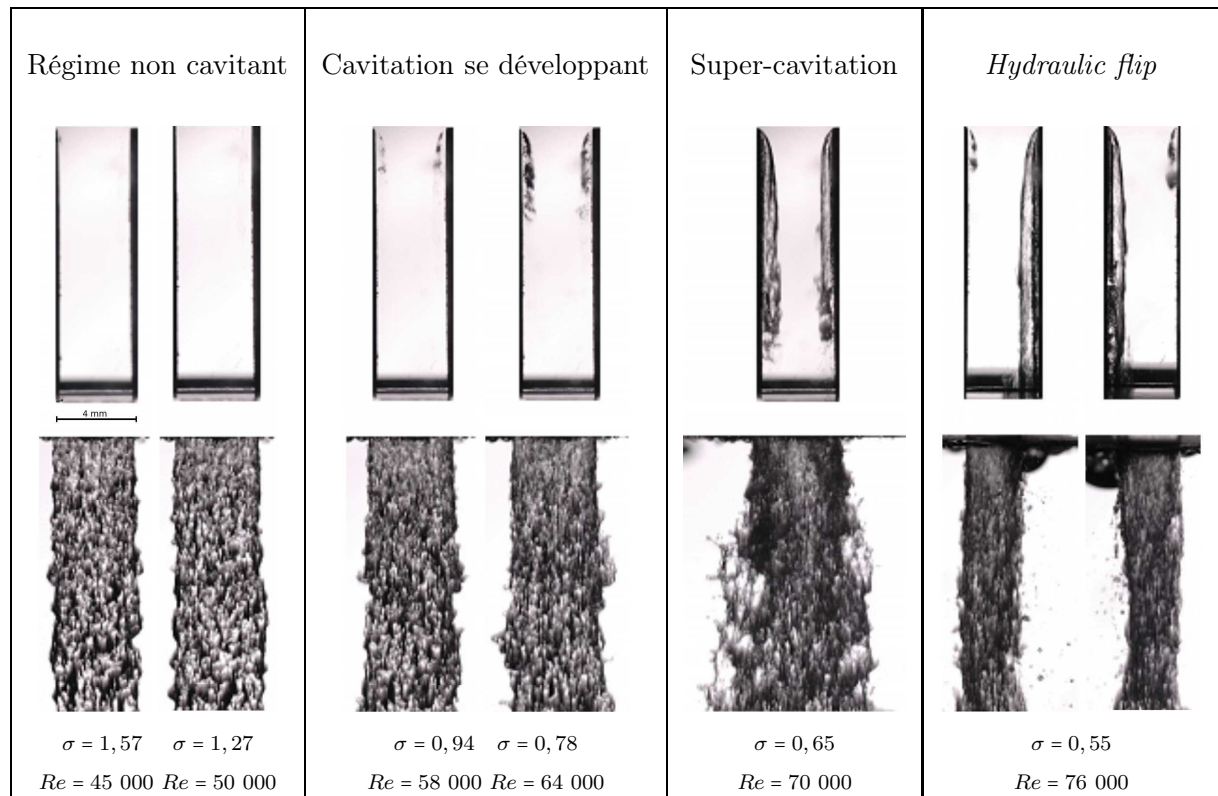 Régime non cavitant
Cavitation se développant
Super-cavitation
Hydraulic flip
4 mm
σ = 1,57 σ = 1,27
σ = 0,94 σ = 0,78
σ = 0,65
σ = 0,55
Re = 45 000 Re = 50 000
Re = 58 000 Re = 64 000
Re = 70 000
Re = 76 000